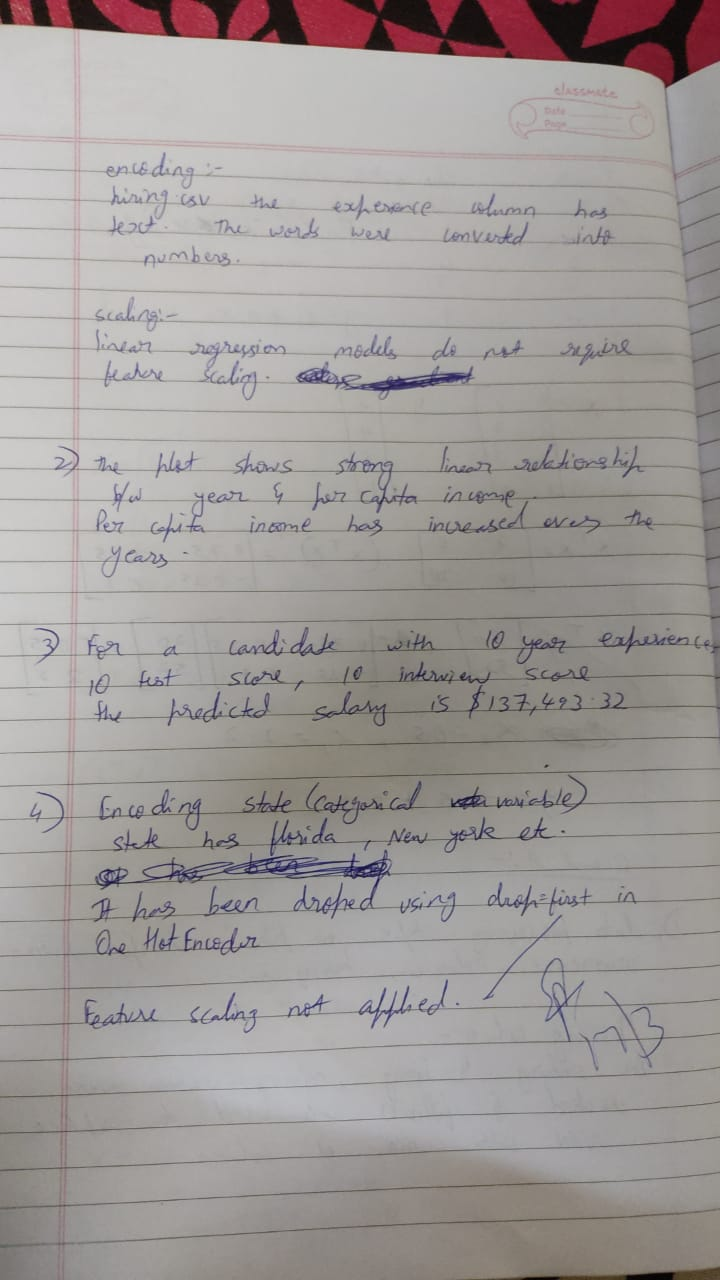 classmate
Date
Page
encoding :-
hiring.csv the experence column has
text. The words were converted into
numbers.
scaling:-
linear regression models do not require
feature scaling.
2) the plot shows strong linear relationship
b/w year & per capita income.
Per capita income has increased over the
years.
3) For a candidate with 10 year experience,
10 test score, 10 interview score
the predicted salary is $137,493.32
4) Encoding state (categorical variable)
state has florida, New york etc.
It has been droped using drop=first in
One Hot Encoder
Feature scaling not applied.
17/3